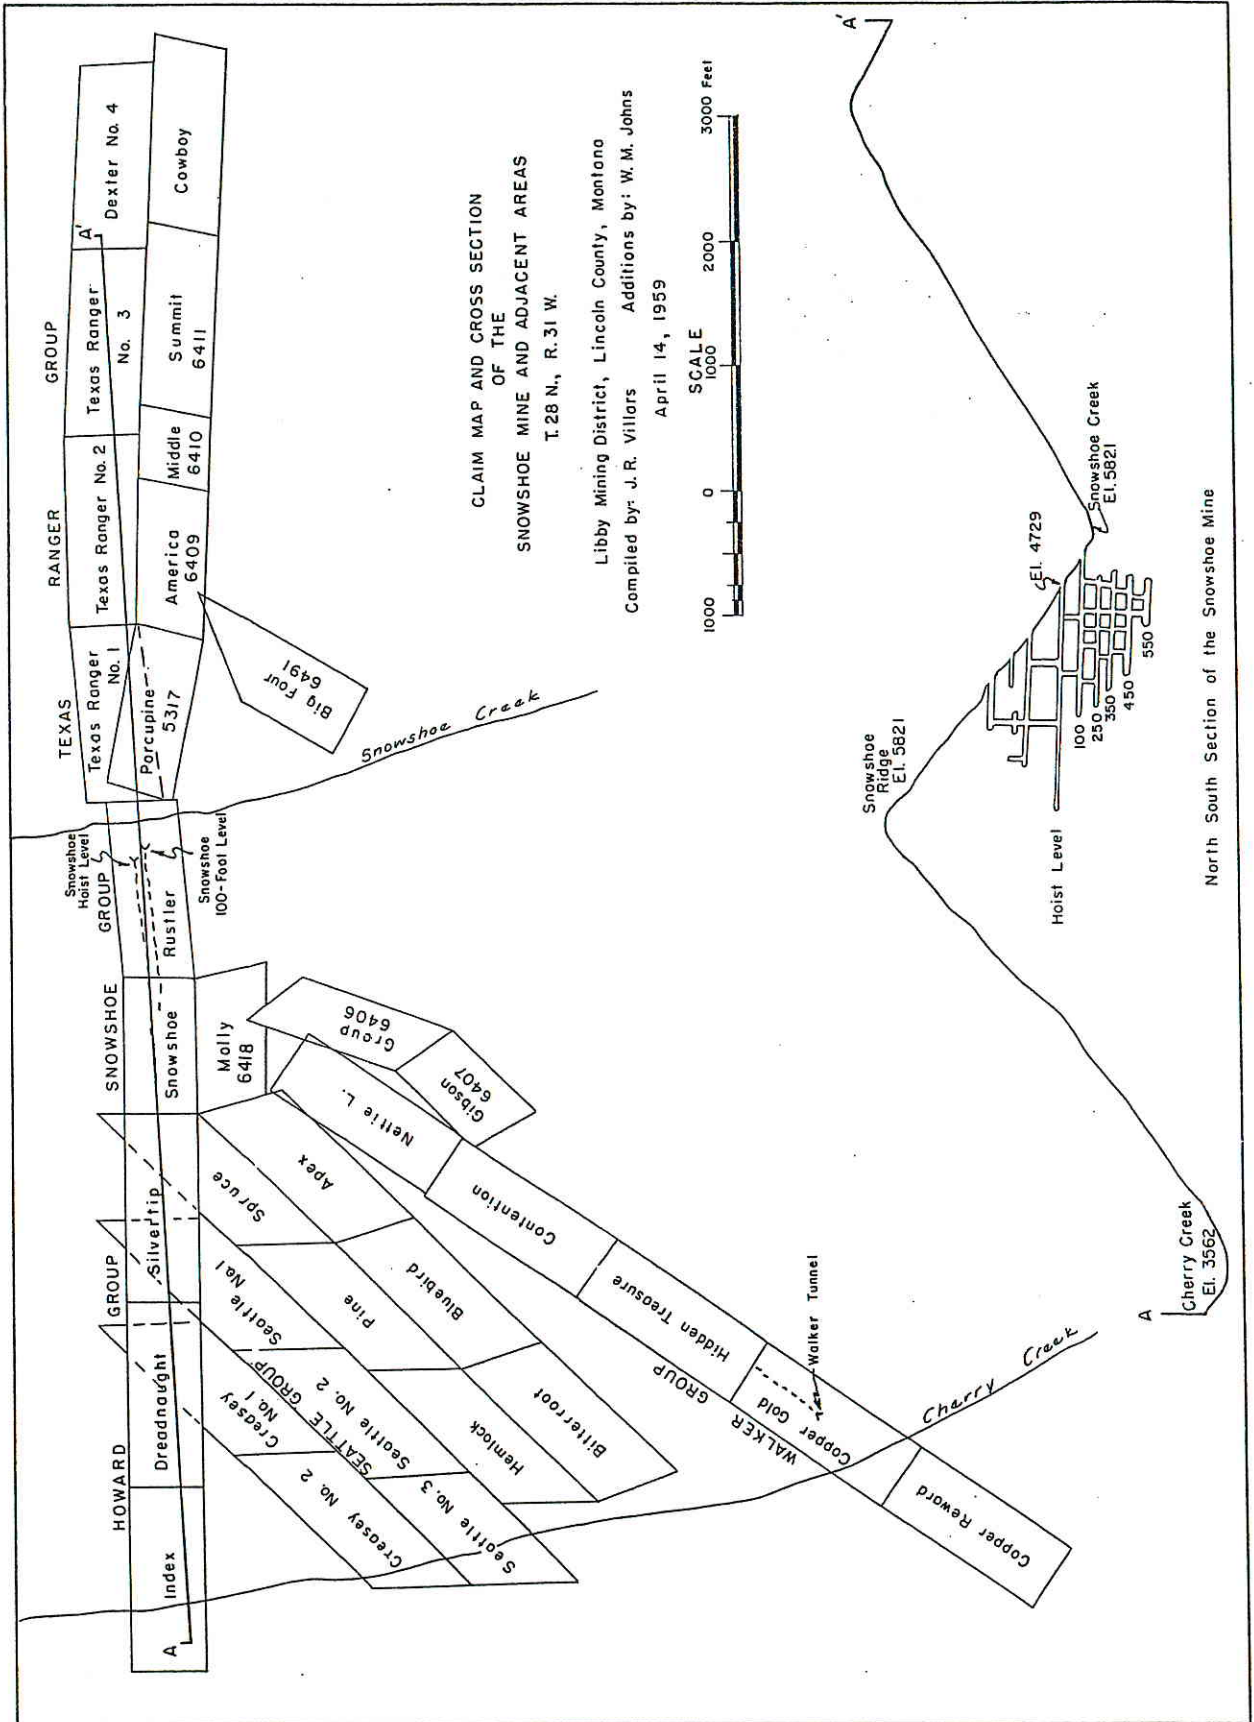 CLAIM MAP AND CROSS SECTION
OF THE
SNOWSHOE MINE AND ADJACENT AREAS
T. 28 N., R. 31 W.
Libby Mining District, Lincoln County, Montana
Compiled by: J. R. Villars Additions by: W. M. Johns
April 14, 1959
SCALE
1000 0 1000 2000 3000 Feet
HOWARD GROUP
SNOWSHOE GROUP
TEXAS RANGER GROUP
A
Index
Dreadnaught
Silvertip
Snowshoe
Rustler
Snowshoe
Hoist Level
Snowshoe
100-Foot Level
Texas Ranger
No. 1
Porcupine
5317
Texas Ranger No. 2
Texas Ranger
No. 3
A'
Dexter No. 4
America
6409
Middle
6410
Summit
6411
Cowboy
Big Four
6491
Snowshoe Creek
Molly
6418
Group
6406
Gibson
6407
Nettie L.
Contention
Hidden Treasure
Copper Gold
Copper Reward
WALKER GROUP
Walker Tunnel
Cherry Creek
Apex
Spruce
Bluebird
Pine
Bitterroot
Hemlock
Seattle No.1
Seattle No. 2
Seattle No. 3
SEATTLE GROUP
Creasey
No. 1
Creasey No. 2
A
Cherry Creek
El. 3562
Snowshoe
Ridge
El. 5821
Hoist Level
El. 4729
100
250
350
450
550
Snowshoe Creek
El. 5821
A'
North South Section of the Snowshoe Mine